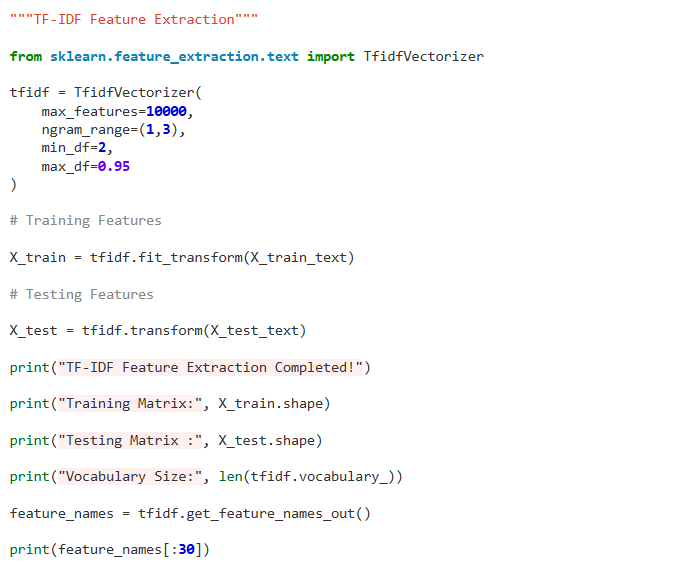 """TF-IDF Feature Extraction"""
from sklearn.feature_extraction.text import TfidfVectorizer
tfidf = TfidfVectorizer(
    max_features=10000,
    ngram_range=(1,3),
    min_df=2,
    max_df=0.95
)
# Training Features
X_train = tfidf.fit_transform(X_train_text)
# Testing Features
X_test = tfidf.transform(X_test_text)
print("TF-IDF Feature Extraction Completed!")
print("Training Matrix:", X_train.shape)
print("Testing Matrix :", X_test.shape)
print("Vocabulary Size:", len(tfidf.vocabulary_))
feature_names = tfidf.get_feature_names_out()
print(feature_names[:30])